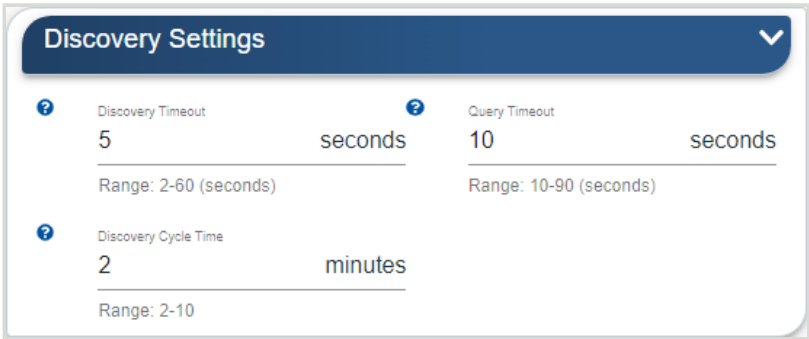 Discovery Settings
Discovery Timeout
5 seconds
Range: 2-60 (seconds)
Query Timeout
10 seconds
Range: 10-90 (seconds)
Discovery Cycle Time
2 minutes
Range: 2-10